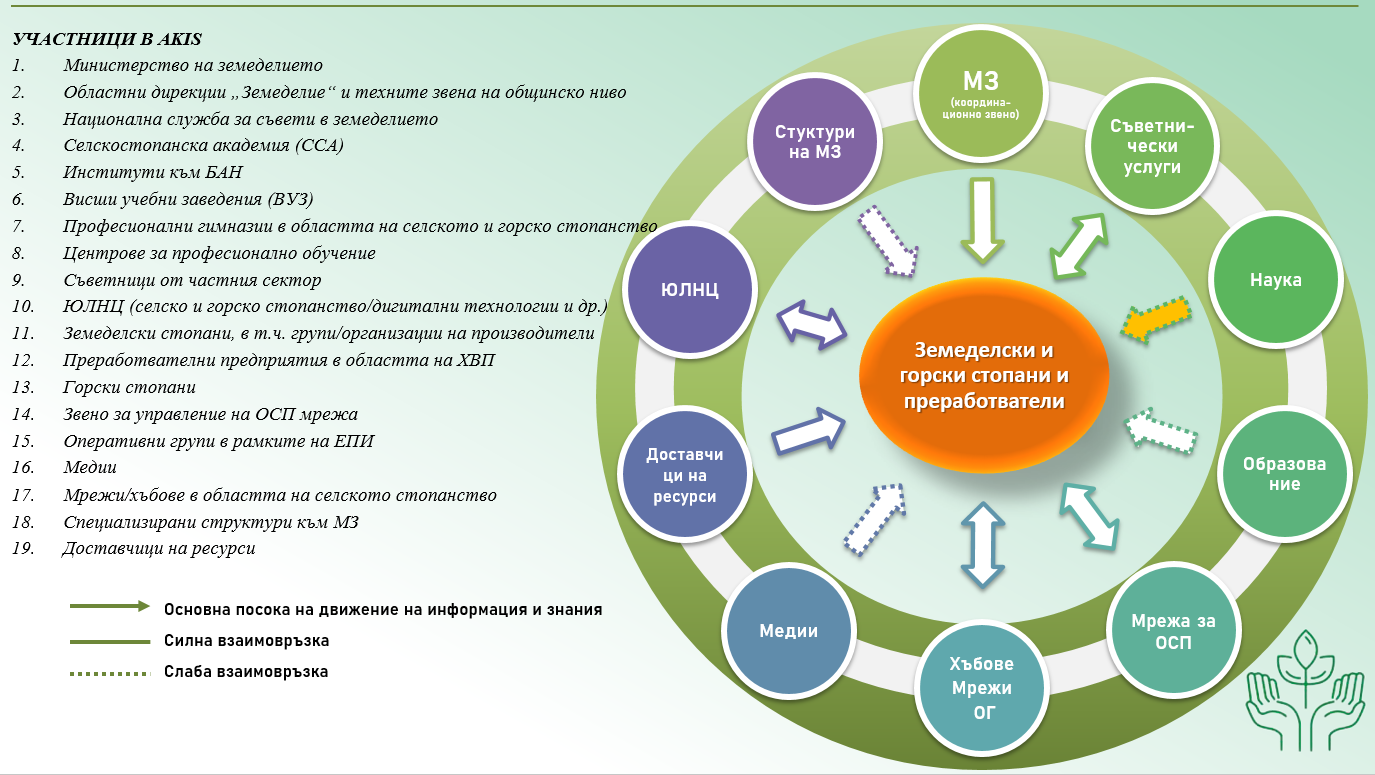 УЧАСТНИЦИ В AKIS
1. Министерство на земеделието
2. Областни дирекции „Земеделие“ и техните звена на общинско ниво
3. Национална служба за съвети в земеделието
4. Селскостопанска академия (ССА)
5. Институти към БАН
6. Висши учебни заведения (ВУЗ)
7. Професионални гимназии в областта на селското и горско стопанство
8. Центрове за професионално обучение
9. Съветници от частния сектор
10. ЮЛНЦ (селско и горско стопанство/дигитални технологии и др.)
11. Земеделски стопани, в т.ч. групи/организации на производители
12. Преработвателни предприятия в областта на ХВП
13. Горски стопани
14. Звено за управление на ОСП мрежа
15. Оперативни групи в рамките на ЕПИ
16. Медии
17. Мрежи/хъбове в областта на селското стопанство
18. Специализирани структури към МЗ
19. Доставчици на ресурси
Основна посока на движение на информация и знания
Силна взаимовръзка
Слаба взаимовръзка
МЗ
(координа-
ционно звено)
Съветни-
чески
услуги
Наука
Образова
ние
Мрежа за
ОСП
Хъбове
Мрежи
ОГ
Медии
Доставчи
ци на
ресурси
ЮЛНЦ
Стуктури
на МЗ
Земеделски и
горски стопани и
преработватели